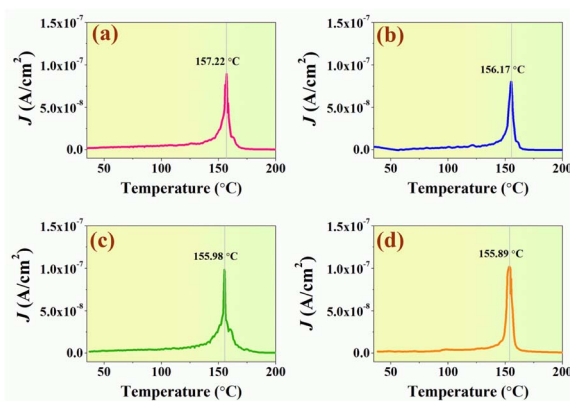 (a)
157.22 °C
1.5x10-7
1.0x10-7
5.0x10-8
0.0
J (A/cm2)
50 100 150 200
Temperature (°C)
(b)
156.17 °C
1.5x10-7
1.0x10-7
5.0x10-8
0.0
J (A/cm2)
50 100 150 200
Temperature (°C)
(c)
155.98 °C
1.5x10-7
1.0x10-7
5.0x10-8
0.0
J (A/cm2)
50 100 150 200
Temperature (°C)
(d)
155.89 °C
1.5x10-7
1.0x10-7
5.0x10-8
0.0
J (A/cm2)
50 100 150 200
Temperature (°C)